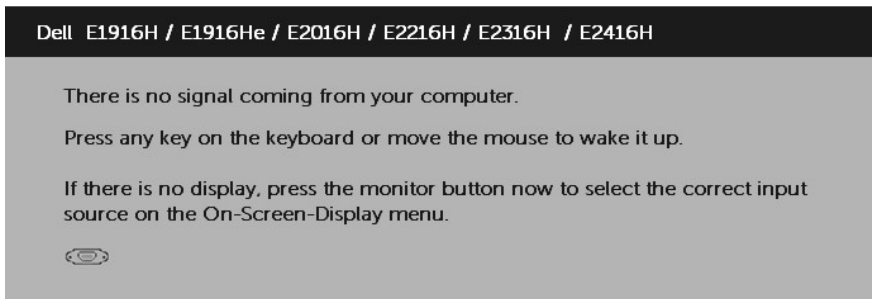 Dell E1916H / E1916He / E2016H / E2216H / E2316H / E2416H
There is no signal coming from your computer.
Press any key on the keyboard or move the mouse to wake it up.
If there is no display, press the monitor button now to select the correct input
source on the On-Screen-Display menu.